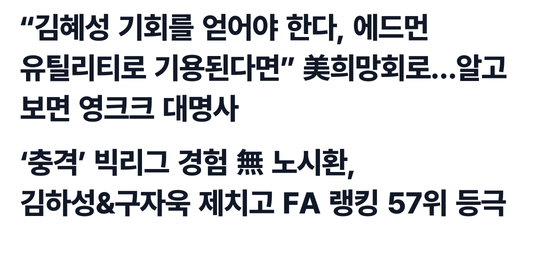 “김혜성 기회를 얻어야 한다, 에드먼
유틸리티로 기용된다면” 美희망회로…알고
보면 영크크 대명사
‘충격’ 빅리그 경험 無 노시환,
김하성&구자욱 제치고 FA 랭킹 57위 등극